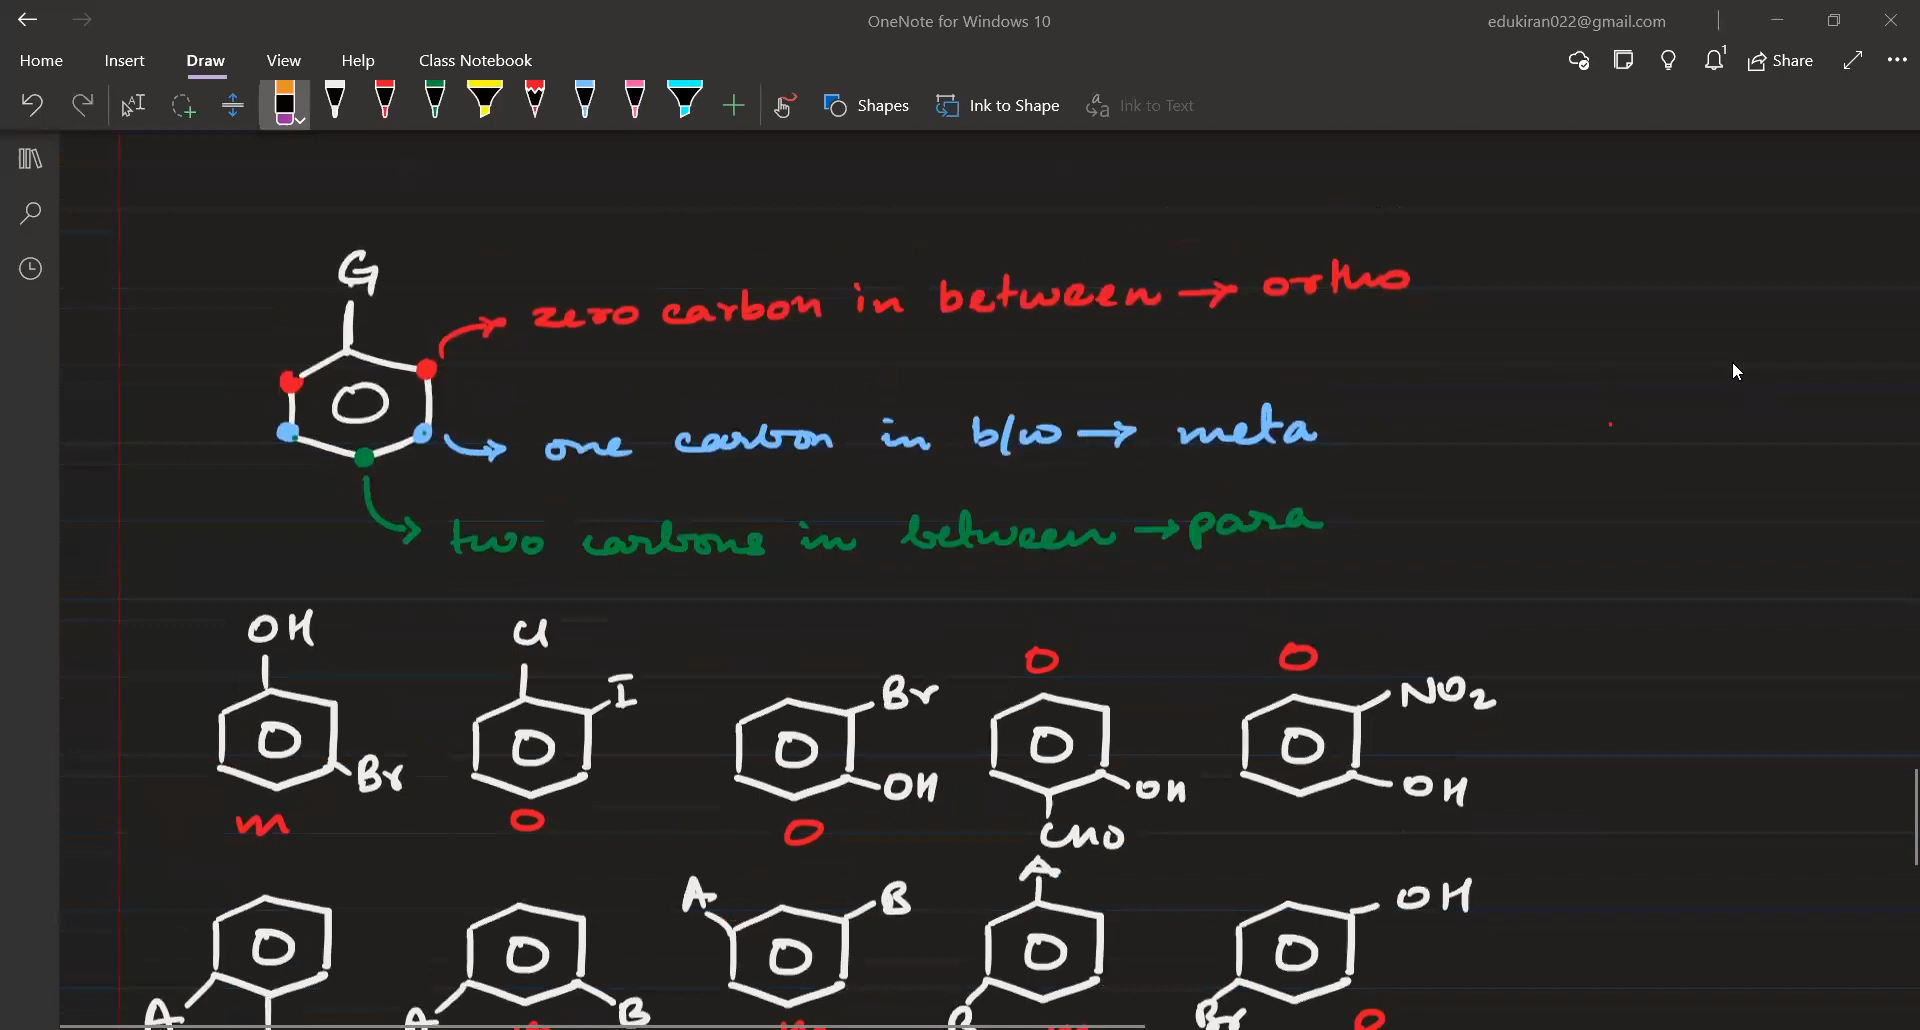 OneNote for Windows 10
edukiran022@gmail.com
Home Insert Draw View Help Class Notebook
Share
Shapes Ink to Shape Ink to Text
G
zero carbon in between → ortho
one carbon in b/w → meta
two carbons in between → para
OH Cl
O O
I Br NO2
Br OH OH OH
m O O CHO
A
A B OH
A A B B Br
m m m P